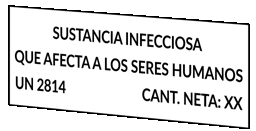 SUSTANCIA INFECCIOSA
QUE AFECTA A LOS SERES HUMANOS
UN 2814 CANT. NETA: XX